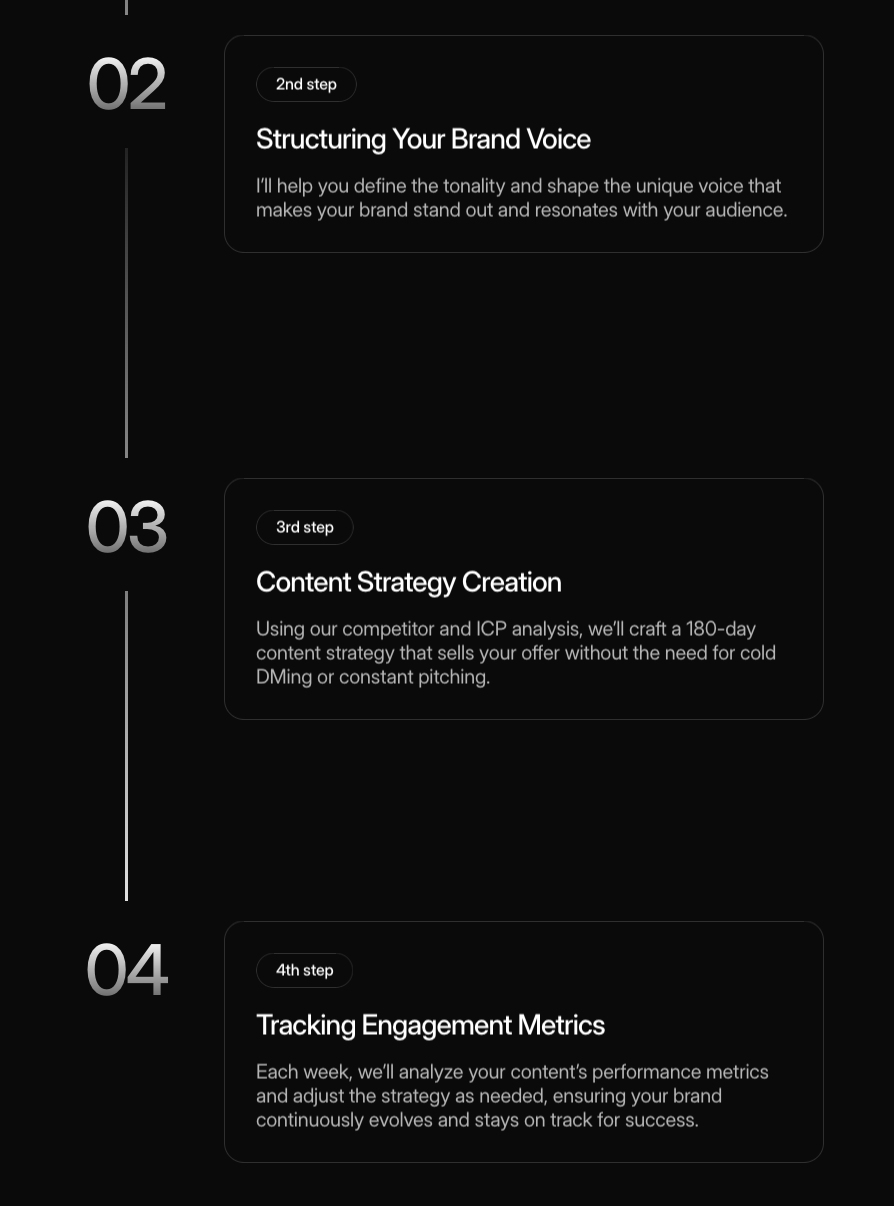 02
2nd step
Structuring Your Brand Voice
I’ll help you define the tonality and shape the unique voice that
makes your brand stand out and resonates with your audience.
03
3rd step
Content Strategy Creation
Using our competitor and ICP analysis, we’ll craft a 180-day
content strategy that sells your offer without the need for cold
DMing or constant pitching.
04
4th step
Tracking Engagement Metrics
Each week, we’ll analyze your content’s performance metrics
and adjust the strategy as needed, ensuring your brand
continuously evolves and stays on track for success.